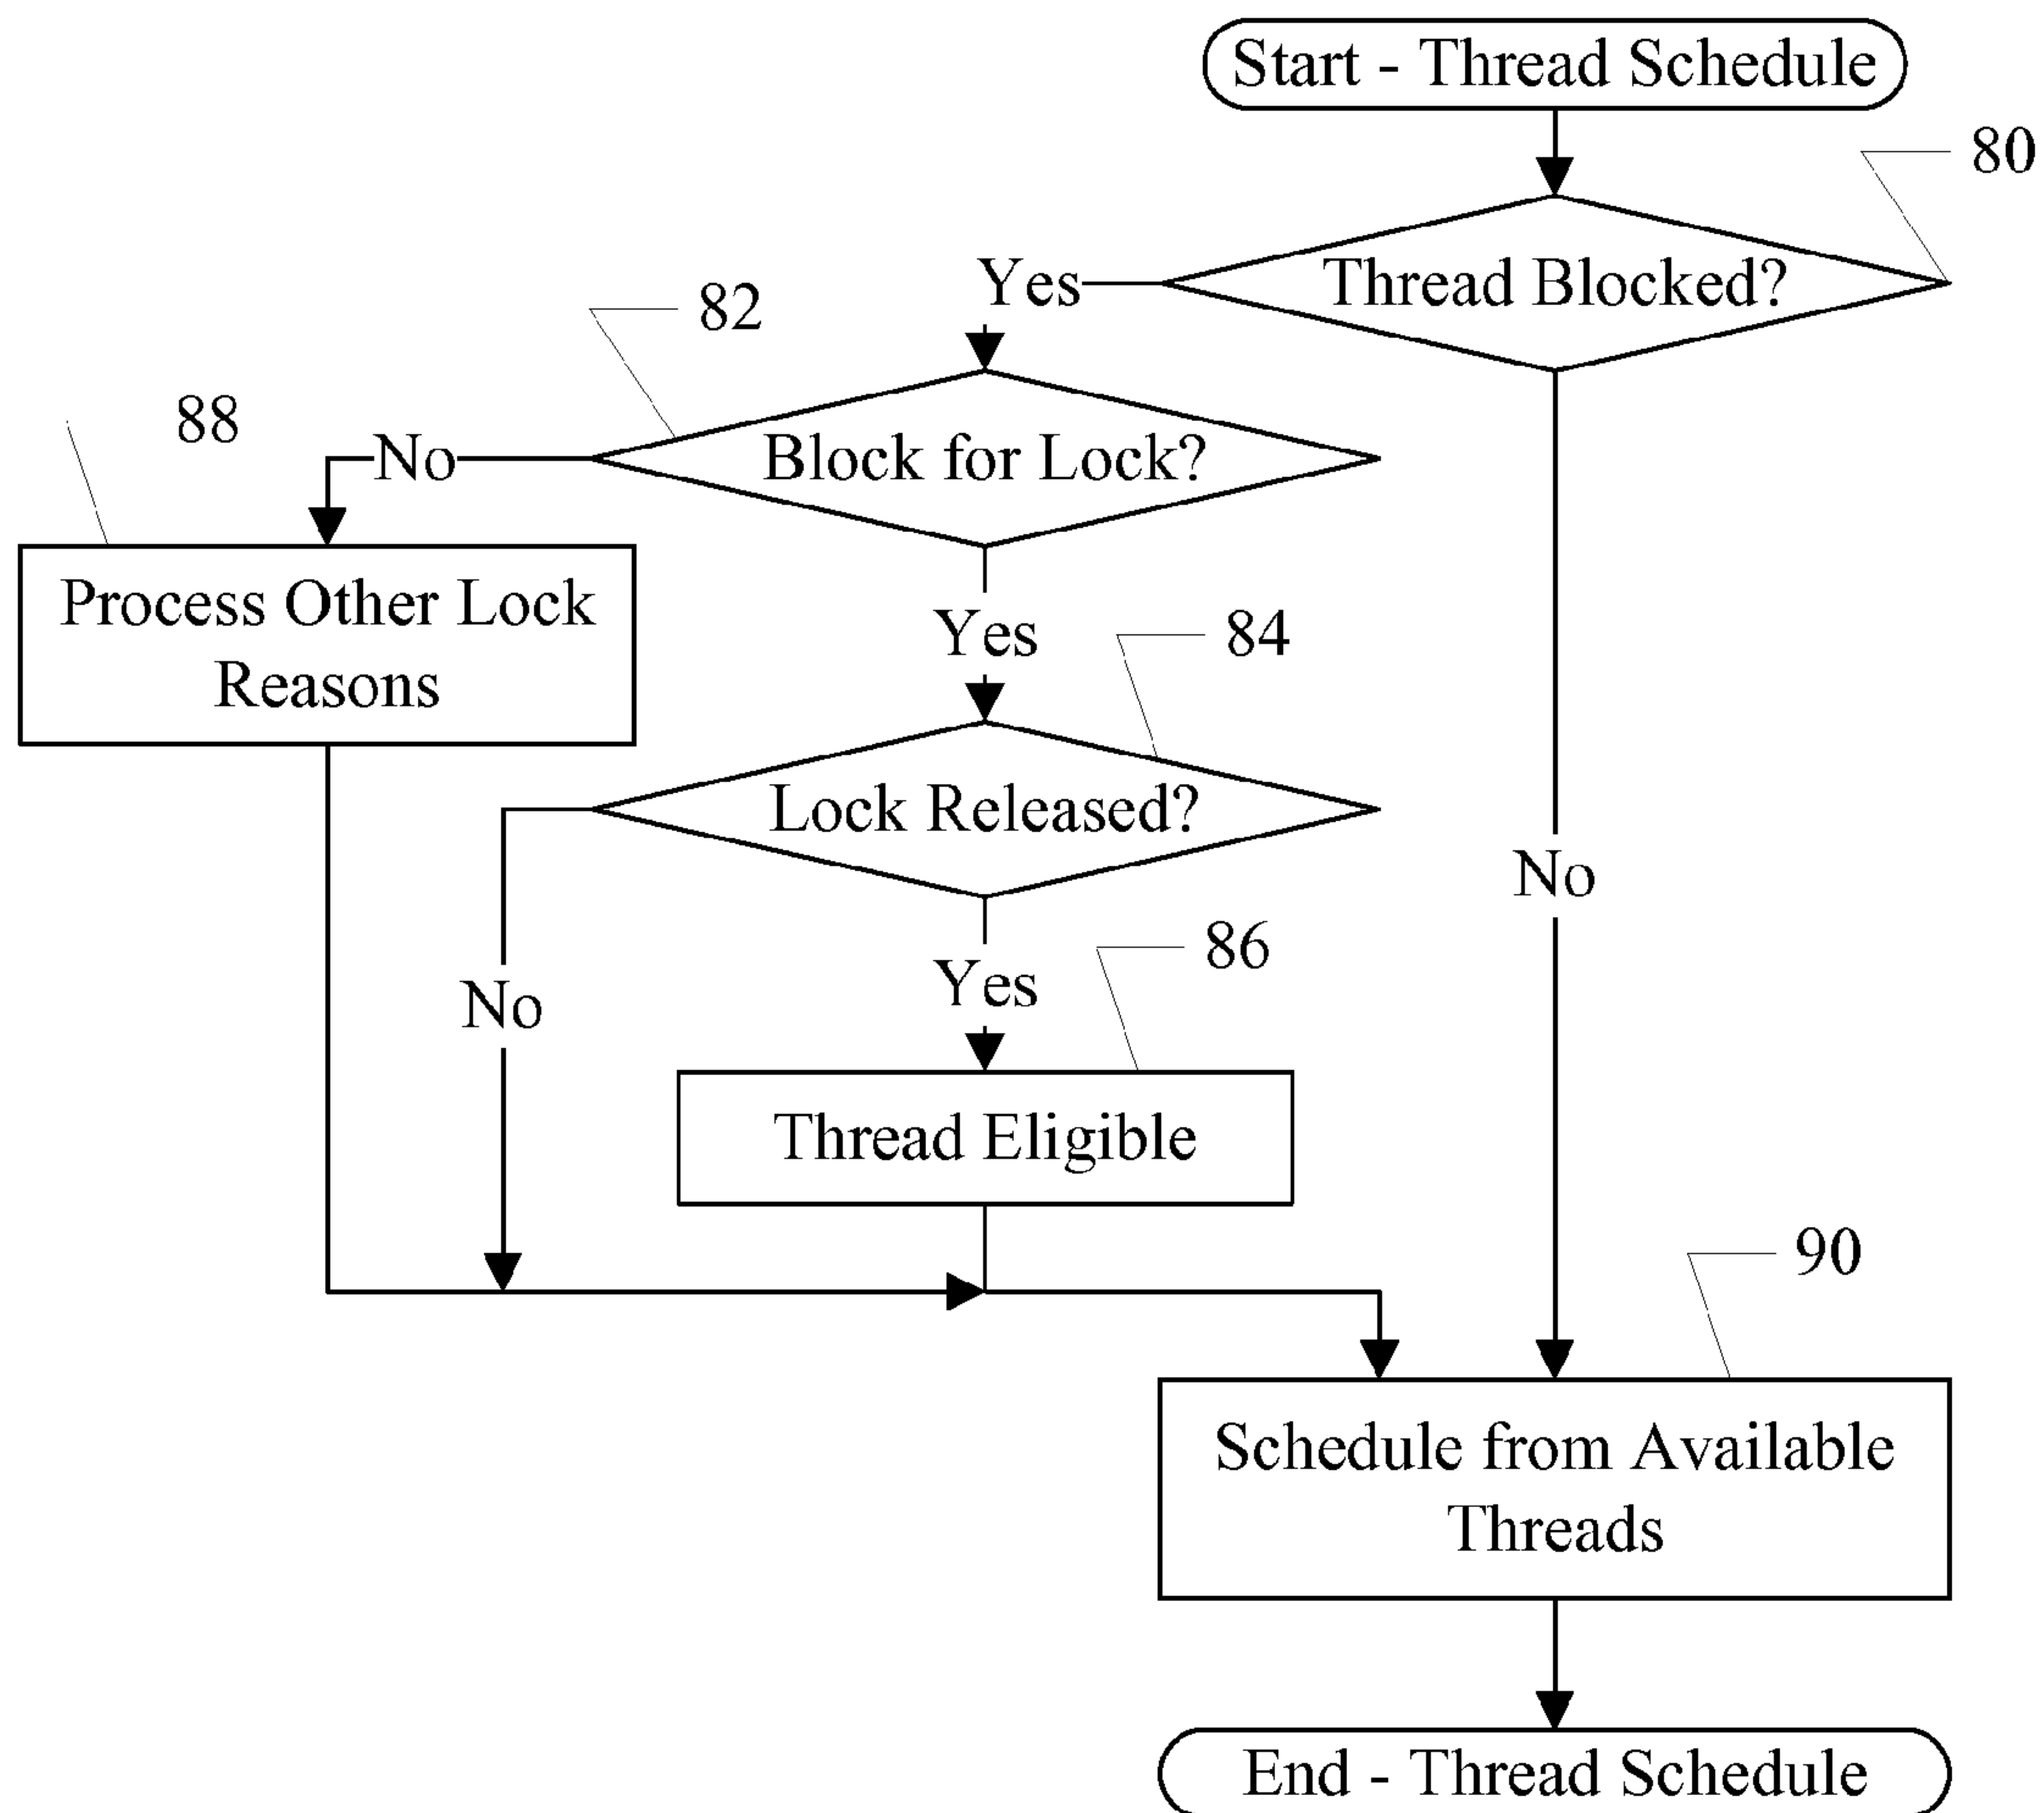 Start - Thread Schedule
80
Thread Blocked?
Yes
82
Block for Lock?
88
No
Process Other Lock
Reasons
Yes
84
Lock Released?
No
No
Yes
86
Thread Eligible
90
Schedule from Available
Threads
End - Thread Schedule